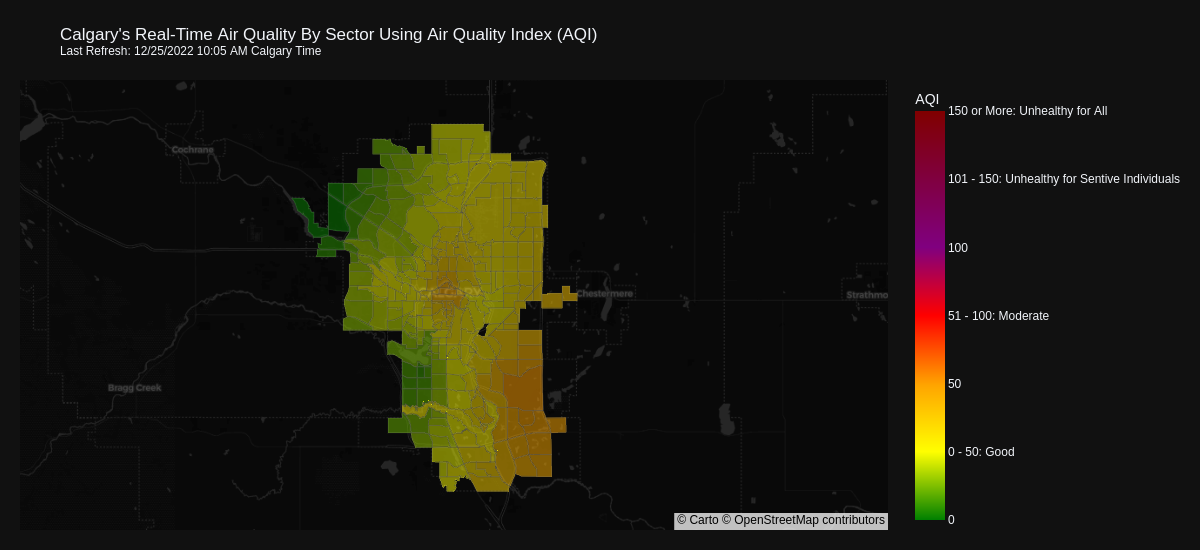 Calgary's Real-Time Air Quality By Sector Using Air Quality Index (AQI)
Last Refresh: 12/25/2022 10:05 AM Calgary Time
AQI
150 or More: Unhealthy for All
Cochrane
101 - 150: Unhealthy for Sentive Individuals
100
CALGARY
Chestermere
Strathmo
51 - 100: Moderate
50
Bragg Creek
0 - 50: Good
0
© Carto © OpenStreetMap contributors